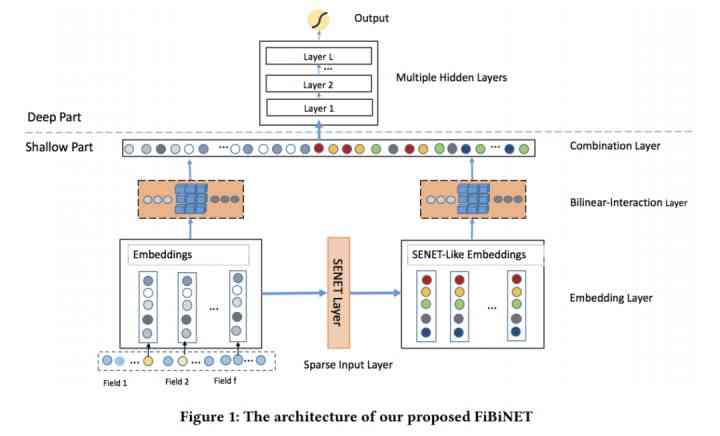 Output
Layer L
...
Layer 2
Layer 1
Multiple Hidden Layers
Deep Part
Shallow Part
...
...
Combination Layer
Bilinear-Interaction Layer
Embeddings
...
SENET Layer
SENET-Like Embeddings
...
Embedding Layer
... ... ...
Field 1
Field 2
Field f
Sparse Input Layer
Figure 1: The architecture of our proposed FiBiNET